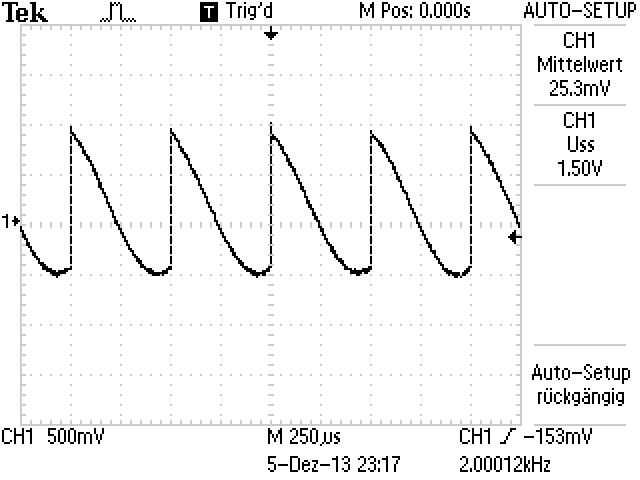 Tek T Trig'd M Pos: 0.000s AUTO-SETUP
CH1
Mittelwert
25.3mV
CH1
Uss
1.50V
1
Auto-Setup
rückgängig
CH1 500mV M 250µs CH1 -153mV
5-Dez-13 23:17 2.00012kHz